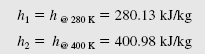 h₁ = h @ 280 K = 280.13 kJ/kg
h₂ = h@ 400 K = 400.98 kJ/kg